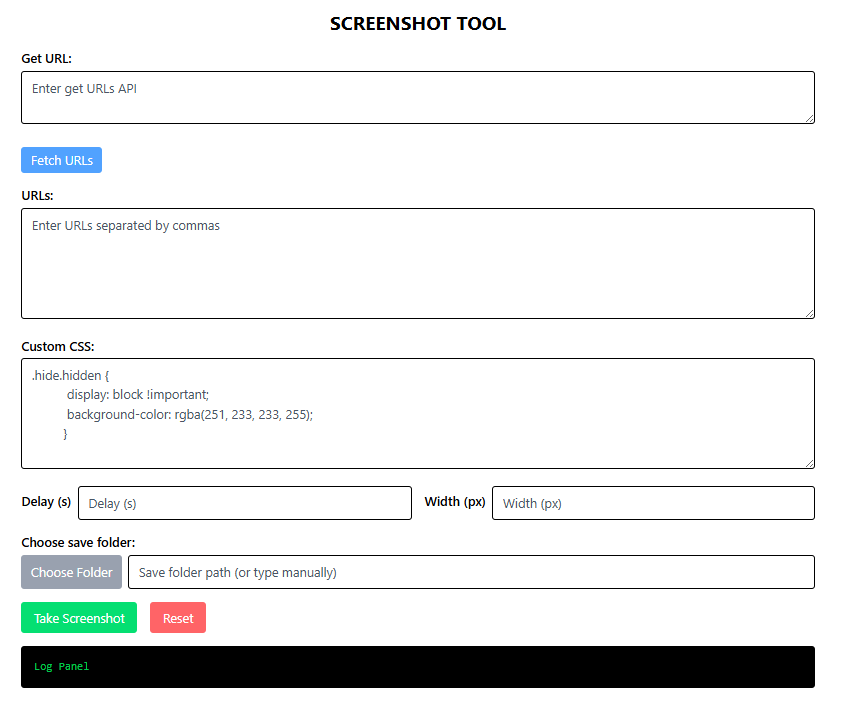 SCREENSHOT TOOL
Get URL:
Enter get URLs API
Fetch URLs
URLs:
Enter URLs separated by commas
Custom CSS:
.hide.hidden {
display: block !important;
background-color: rgba(251, 233, 233, 255);
}
Delay (s) Delay (s) Width (px) Width (px)
Choose save folder:
Choose Folder Save folder path (or type manually)
Take Screenshot Reset
Log Panel